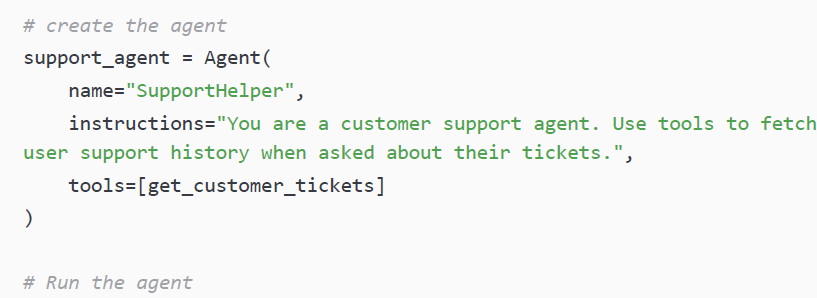 # create the agent
support_agent = Agent(
    name="SupportHelper",
    instructions="You are a customer support agent. Use tools to fetch
user support history when asked about their tickets.",
    tools=[get_customer_tickets]
)
# Run the agent